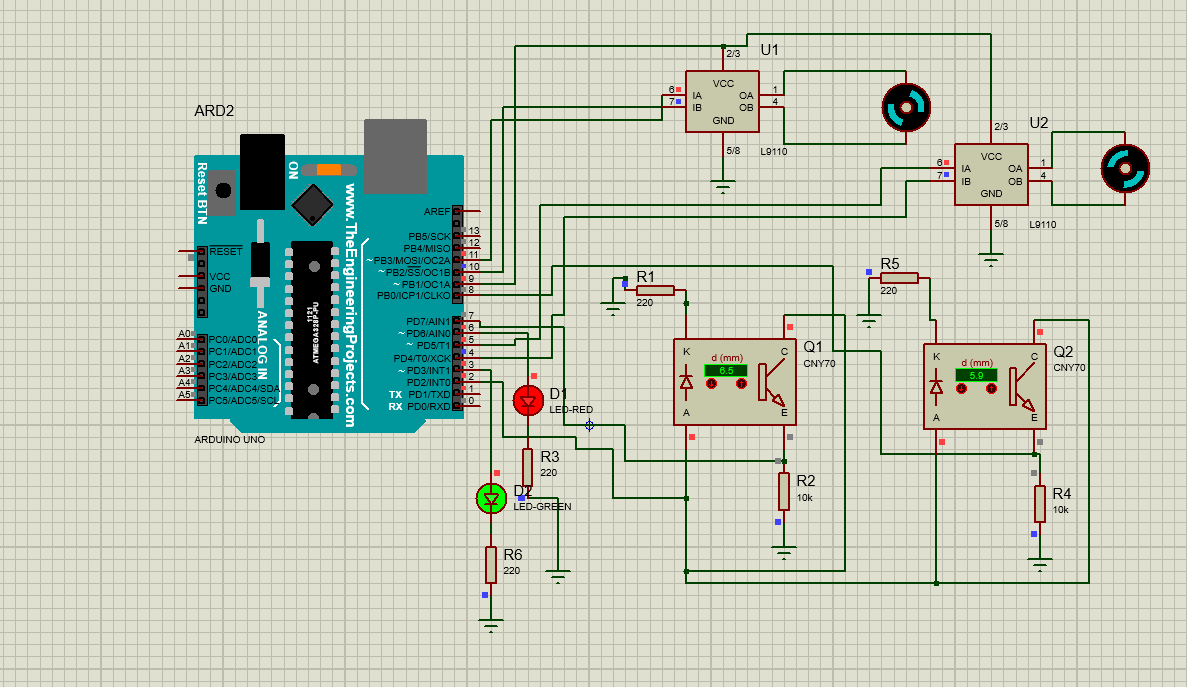 ARD2
Reset BTN
ON
www.TheEngineeringProjects.com
ANALOG IN
1121
ATMEGA328P-PU
RESET
VCC
GND
A0 PC0/ADC0
A1 PC1/ADC1
A2 PC2/ADC2
A3 PC3/ADC3
A4 PC4/ADC4/SDA
A5 PC5/ADC5/SCL
AREF
PB5/SCK 13
PB4/MISO 12
~PB3/MOSI/OC2A 11
~PB2/SS/OC1B 10
~PB1/OC1A 9
PB0/ICP1/CLKO 8
PD7/AIN1 7
~PD6/AIN0 6
~PD5/T1 5
PD4/T0/XCK 4
~PD3/INT1 3
PD2/INT0 2
TX PD1/TXD 1
RX PD0/RXD 0
ARDUINO UNO
U1
2/3
VCC
6 IA OA 1
7 IB OB 4
GND
5/8
L9110
U2
2/3
VCC
6 IA OA 1
7 IB OB 4
GND
5/8
L9110
R1
220
R5
220
Q1
CNY70
K C
d (mm)
6.5
A E
Q2
CNY70
K C
d (mm)
5.9
A E
D1
LED-RED
R3
220
D2
LED-GREEN
R6
220
R2
10k
R4
10k